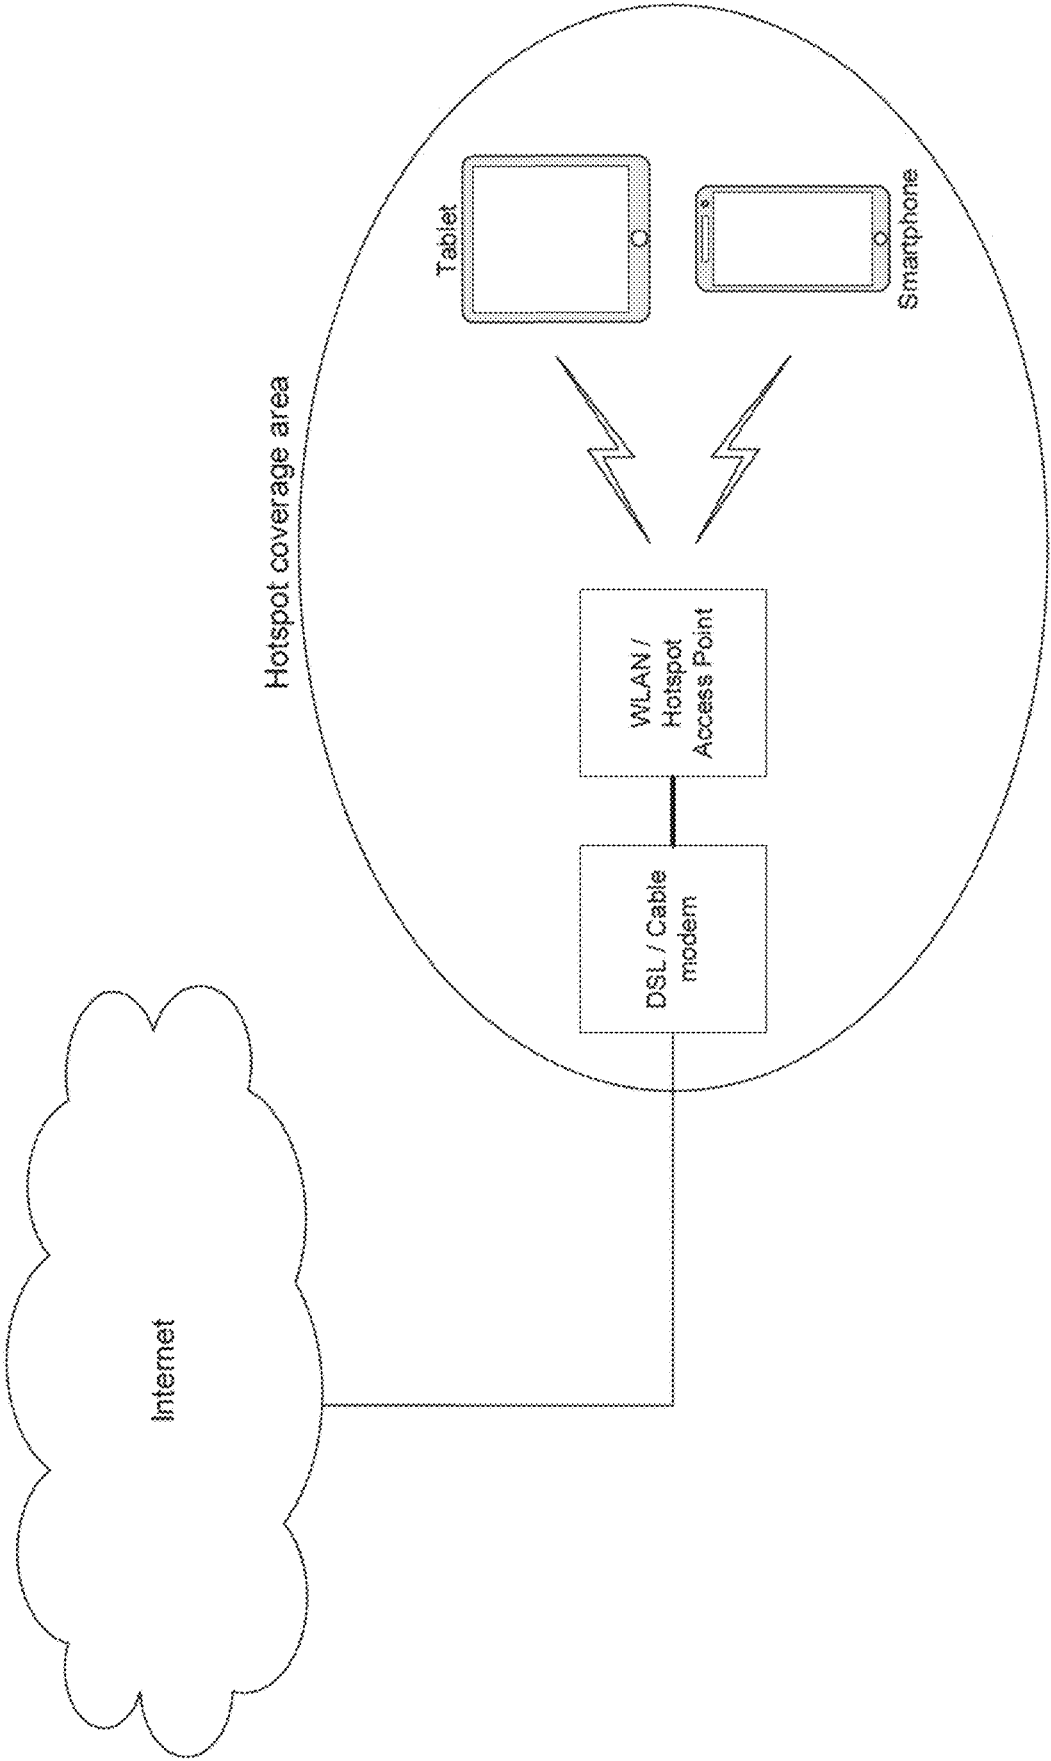 Internet
Hotspot coverage area
DSL / Cable
modem
WLAN /
Hotspot
Access Point
Tablet
Smartphone